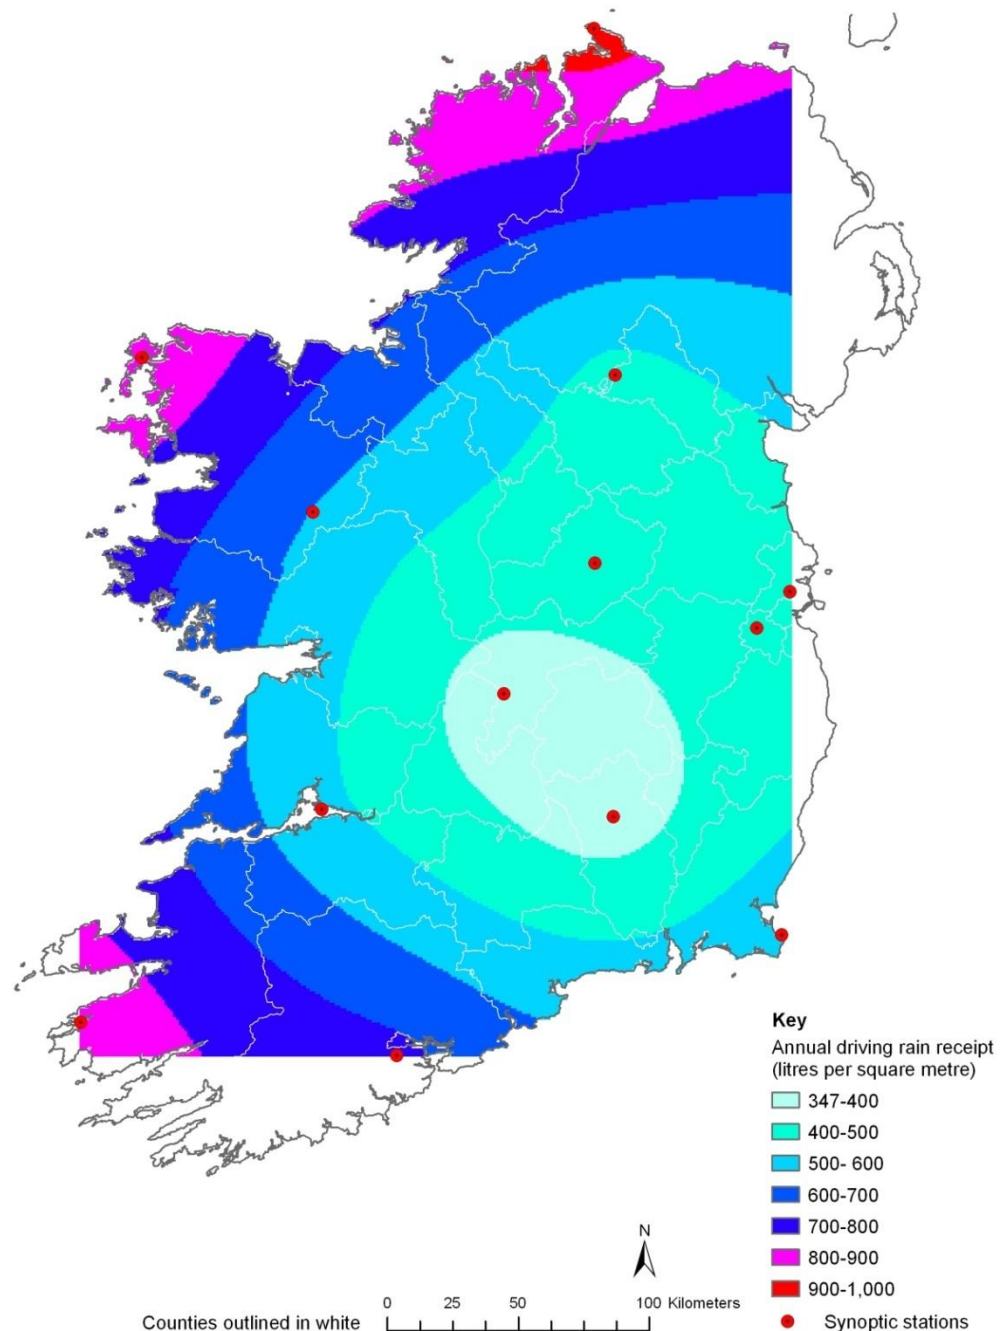 Key
Annual driving rain receipt
(litres per square metre)
347-400
400-500
500- 600
600-700
700-800
800-900
900-1,000
Synoptic stations
N
0 25 50 100 Kilometers
Counties outlined in white